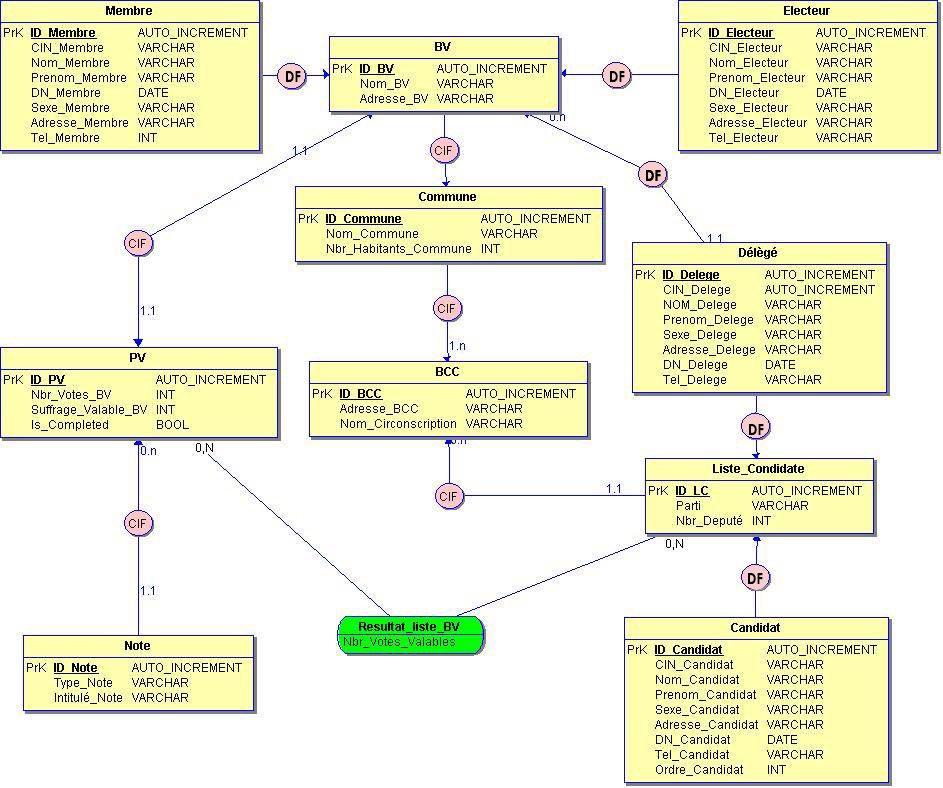 Membre
PrK ID_Membre AUTO_INCREMENT
CIN_Membre VARCHAR
Nom_Membre VARCHAR
Prenom_Membre VARCHAR
DN_Membre DATE
Sexe_Membre VARCHAR
Adresse_Membre VARCHAR
Tel_Membre INT
DF
BV
PrK ID_BV AUTO_INCREMENT
Nom_BV VARCHAR
Adresse_BV VARCHAR
DF
Electeur
PrK ID_Electeur AUTO_INCREMENT
CIN_Electeur VARCHAR
Nom_Electeur VARCHAR
Prenom_Electeur VARCHAR
DN_Electeur DATE
Sexe_Electeur VARCHAR
Adresse_Electeur VARCHAR
Tel_Electeur VARCHAR
0.n
1.1
CIF
DF
Commune
PrK ID_Commune AUTO_INCREMENT
Nom_Commune VARCHAR
Nbr_Habitants_Commune INT
CIF
1.1
1.1
Délègé
PrK ID_Delege AUTO_INCREMENT
CIN_Delege AUTO_INCREMENT
NOM_Delege VARCHAR
Prenom_Delege VARCHAR
Sexe_Delege VARCHAR
Adresse_Delege VARCHAR
DN_Delege DATE
Tel_Delege VARCHAR
CIF
1.n
PV
PrK ID_PV AUTO_INCREMENT
Nbr_Votes_BV INT
Suffrage_Valable_BV INT
Is_Completed BOOL
BCC
PrK ID_BCC AUTO_INCREMENT
Adresse_BCC VARCHAR
Nom_Circonscription VARCHAR
DF
0.n
0,N
0.n
Liste_Condidate
PrK ID_LC AUTO_INCREMENT
Parti VARCHAR
Nbr_Deputé INT
CIF
1.1
CIF
0,N
DF
1.1
Resultat_liste_BV
Nbr_Votes_Valables
Note
PrK ID_Note AUTO_INCREMENT
Type_Note VARCHAR
Intitulé_Note VARCHAR
Candidat
PrK ID_Candidat AUTO_INCREMENT
CIN_Candidat VARCHAR
Nom_Candidat VARCHAR
Prenom_Candidat VARCHAR
Sexe_Candidat VARCHAR
Adresse_Candidat VARCHAR
DN_Candidat DATE
Tel_Candidat VARCHAR
Ordre_Candidat INT